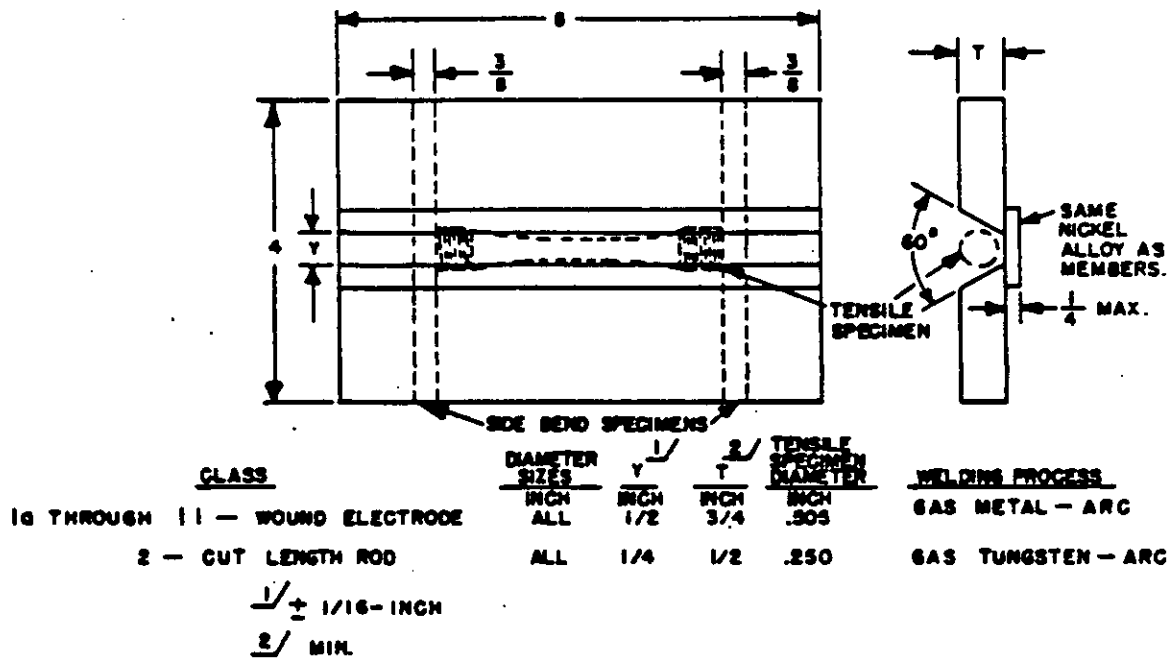 6
3/8
3/8
T
4
Y
60°
SAME
NICKEL
ALLOY AS
MEMBERS.
1/4 MAX.
TENSILE
SPECIMEN
SIDE BEND SPECIMENS
CLASS
DIAMETER
SIZES
INCH
Y 1/
INCH
T 2/
INCH
TENSILE
SPECIMEN
DIAMETER
INCH
WELDING PROCESS
1a THROUGH 11 — WOUND ELECTRODE ALL 1/2 3/4 .505 GAS METAL — ARC
2 — CUT LENGTH ROD ALL 1/4 1/2 .250 GAS TUNGSTEN — ARC
1/ ± 1/16-INCH
2/ MIN.